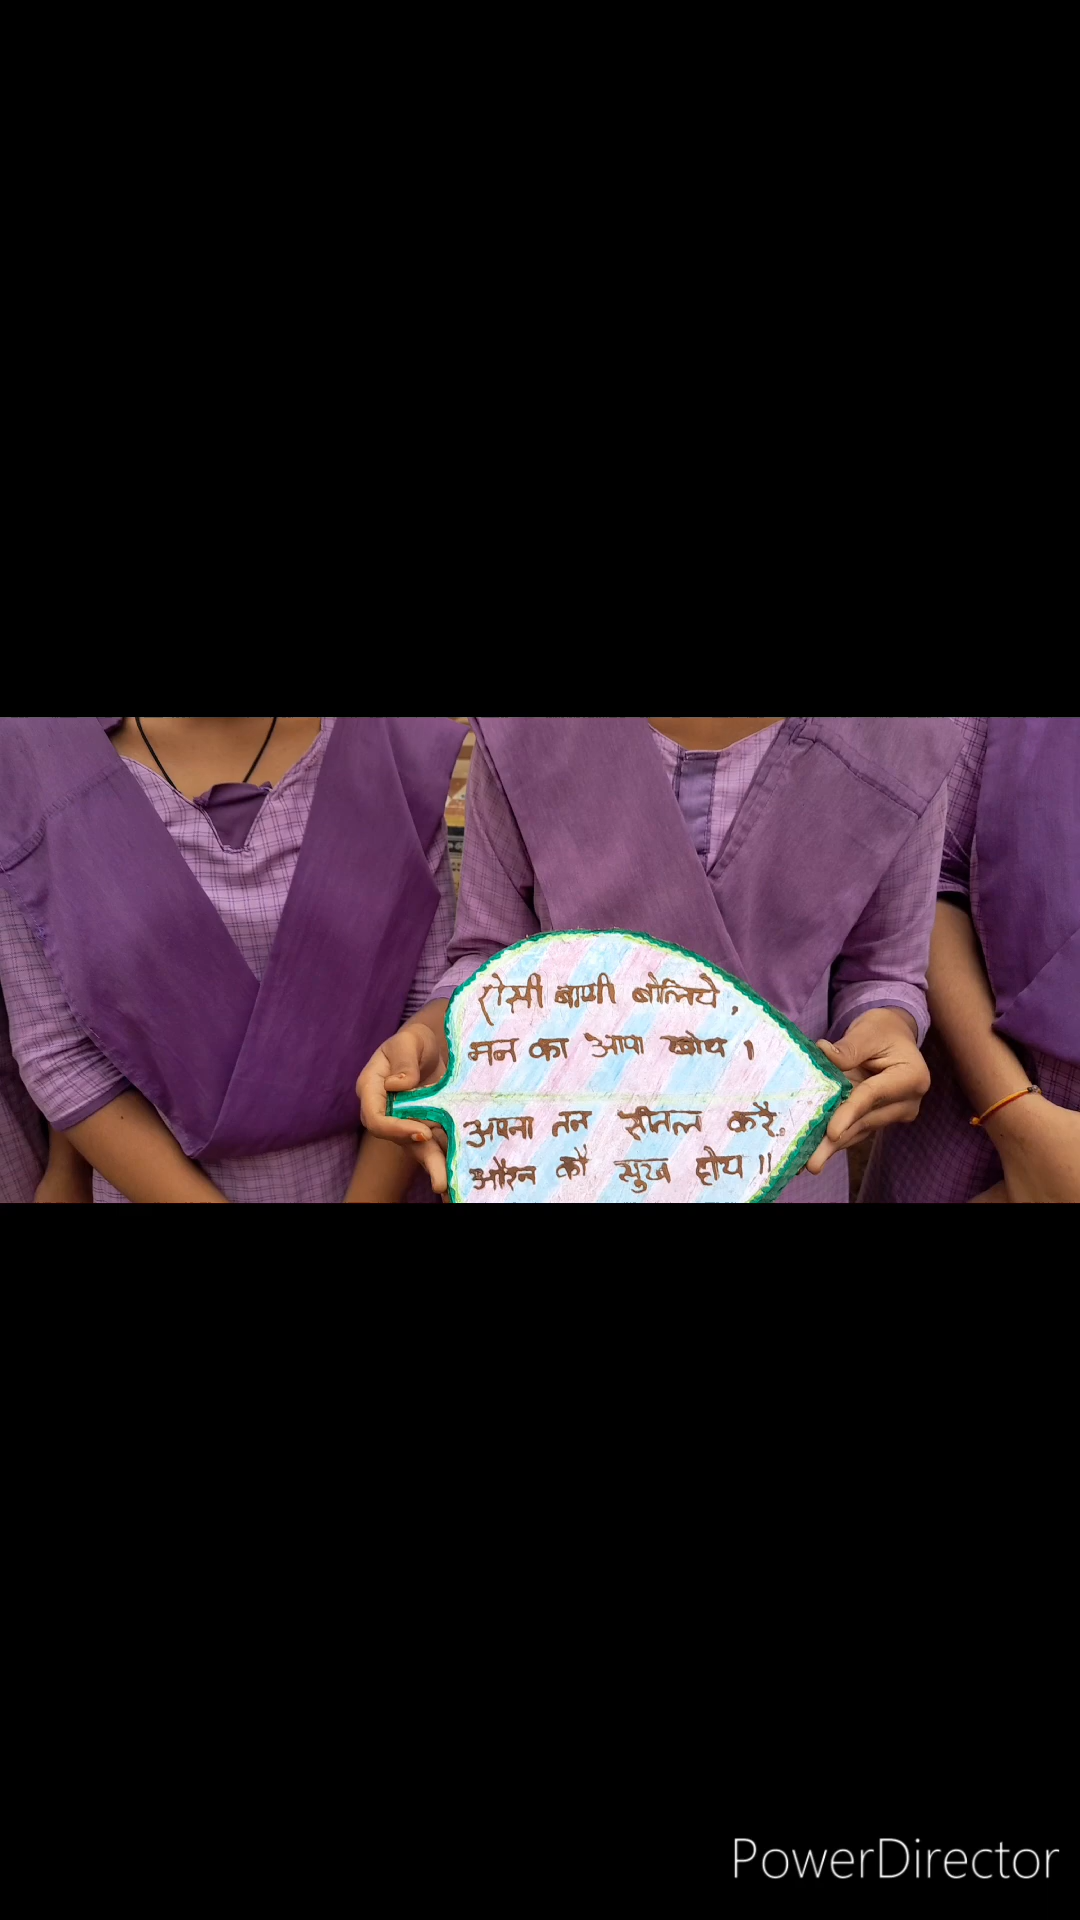 ऐसी बाणी बोलिये,
मन का आपा खोय ।
अपना तन सीतल करै,
औरन कौ सुख होय ।।
PowerDirector